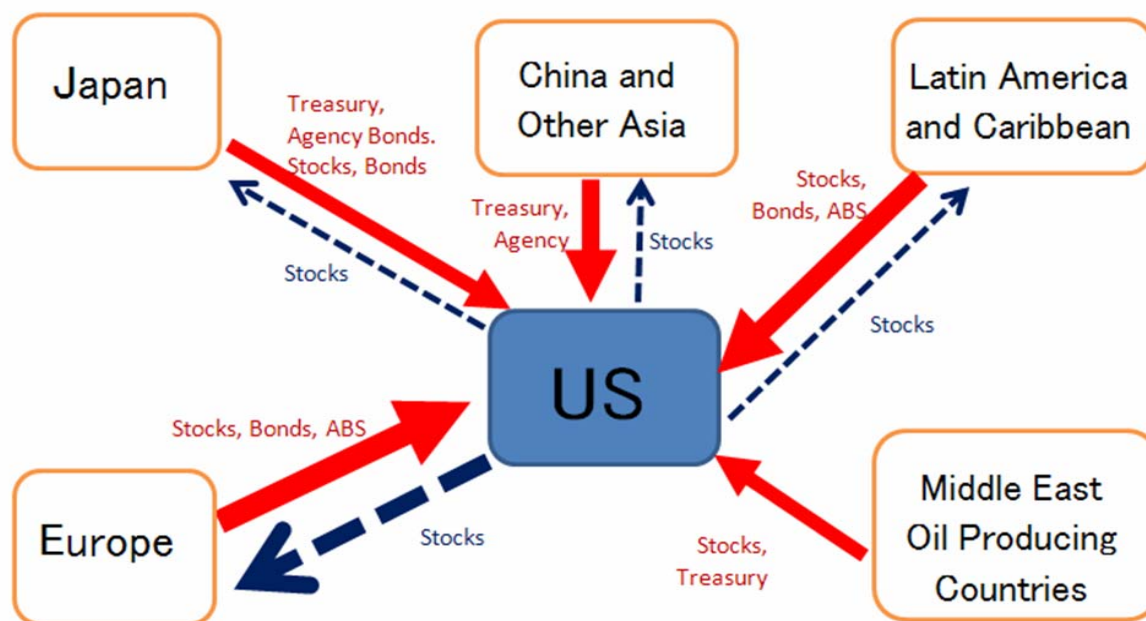 Japan
China and
Other Asia
Latin America
and Caribbean
Treasury,
Agency Bonds.
Stocks, Bonds
Stocks
Treasury,
Agency
Stocks
Stocks,
Bonds, ABS
Stocks
US
Stocks, Bonds, ABS
Europe
Stocks
Stocks,
Treasury
Middle East
Oil Producing
Countries